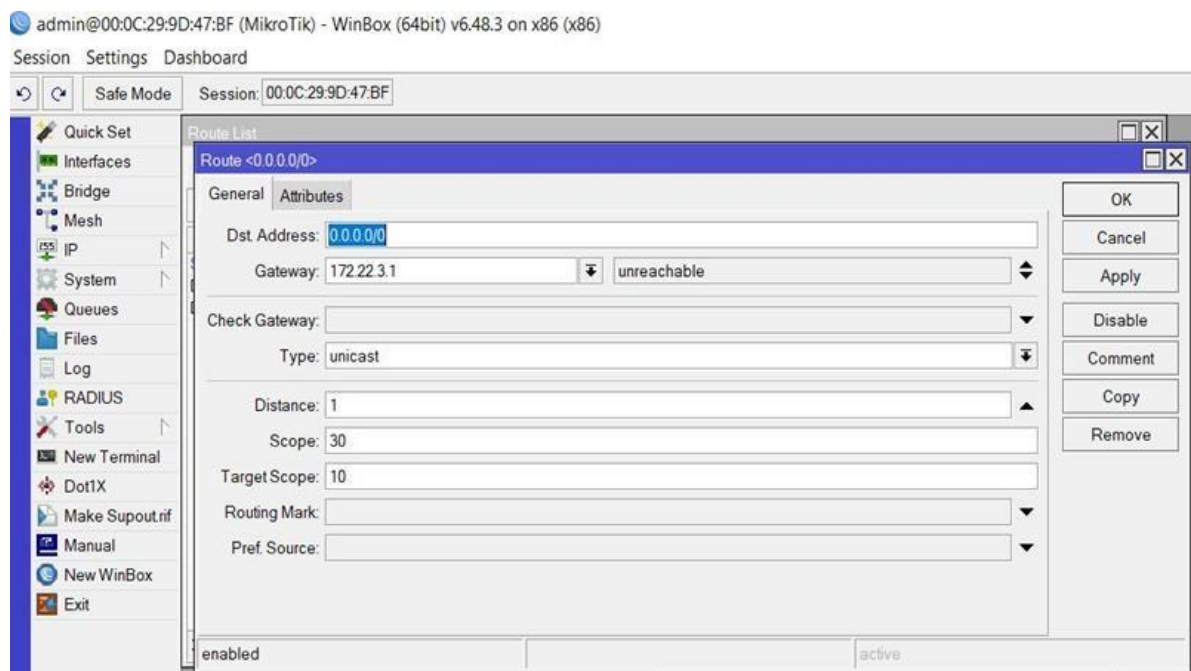 admin@00:0C:29:9D:47:BF (MikroTik) - WinBox (64bit) v6.48.3 on x86 (x86)
Session Settings Dashboard
Safe Mode Session: 00:0C:29:9D:47:BF
Quick Set
Interfaces
Bridge
Mesh
IP
System
Queues
Files
Log
RADIUS
Tools
New Terminal
Dot1X
Make Supout.rif
Manual
New WinBox
Exit
Route List
Route <0.0.0.0/0>
General Attributes
Dst. Address: 0.0.0.0/0
Gateway: 172.22.3.1 unreachable
Check Gateway:
Type: unicast
Distance: 1
Scope: 30
Target Scope: 10
Routing Mark:
Pref. Source:
OK
Cancel
Apply
Disable
Comment
Copy
Remove
enabled active